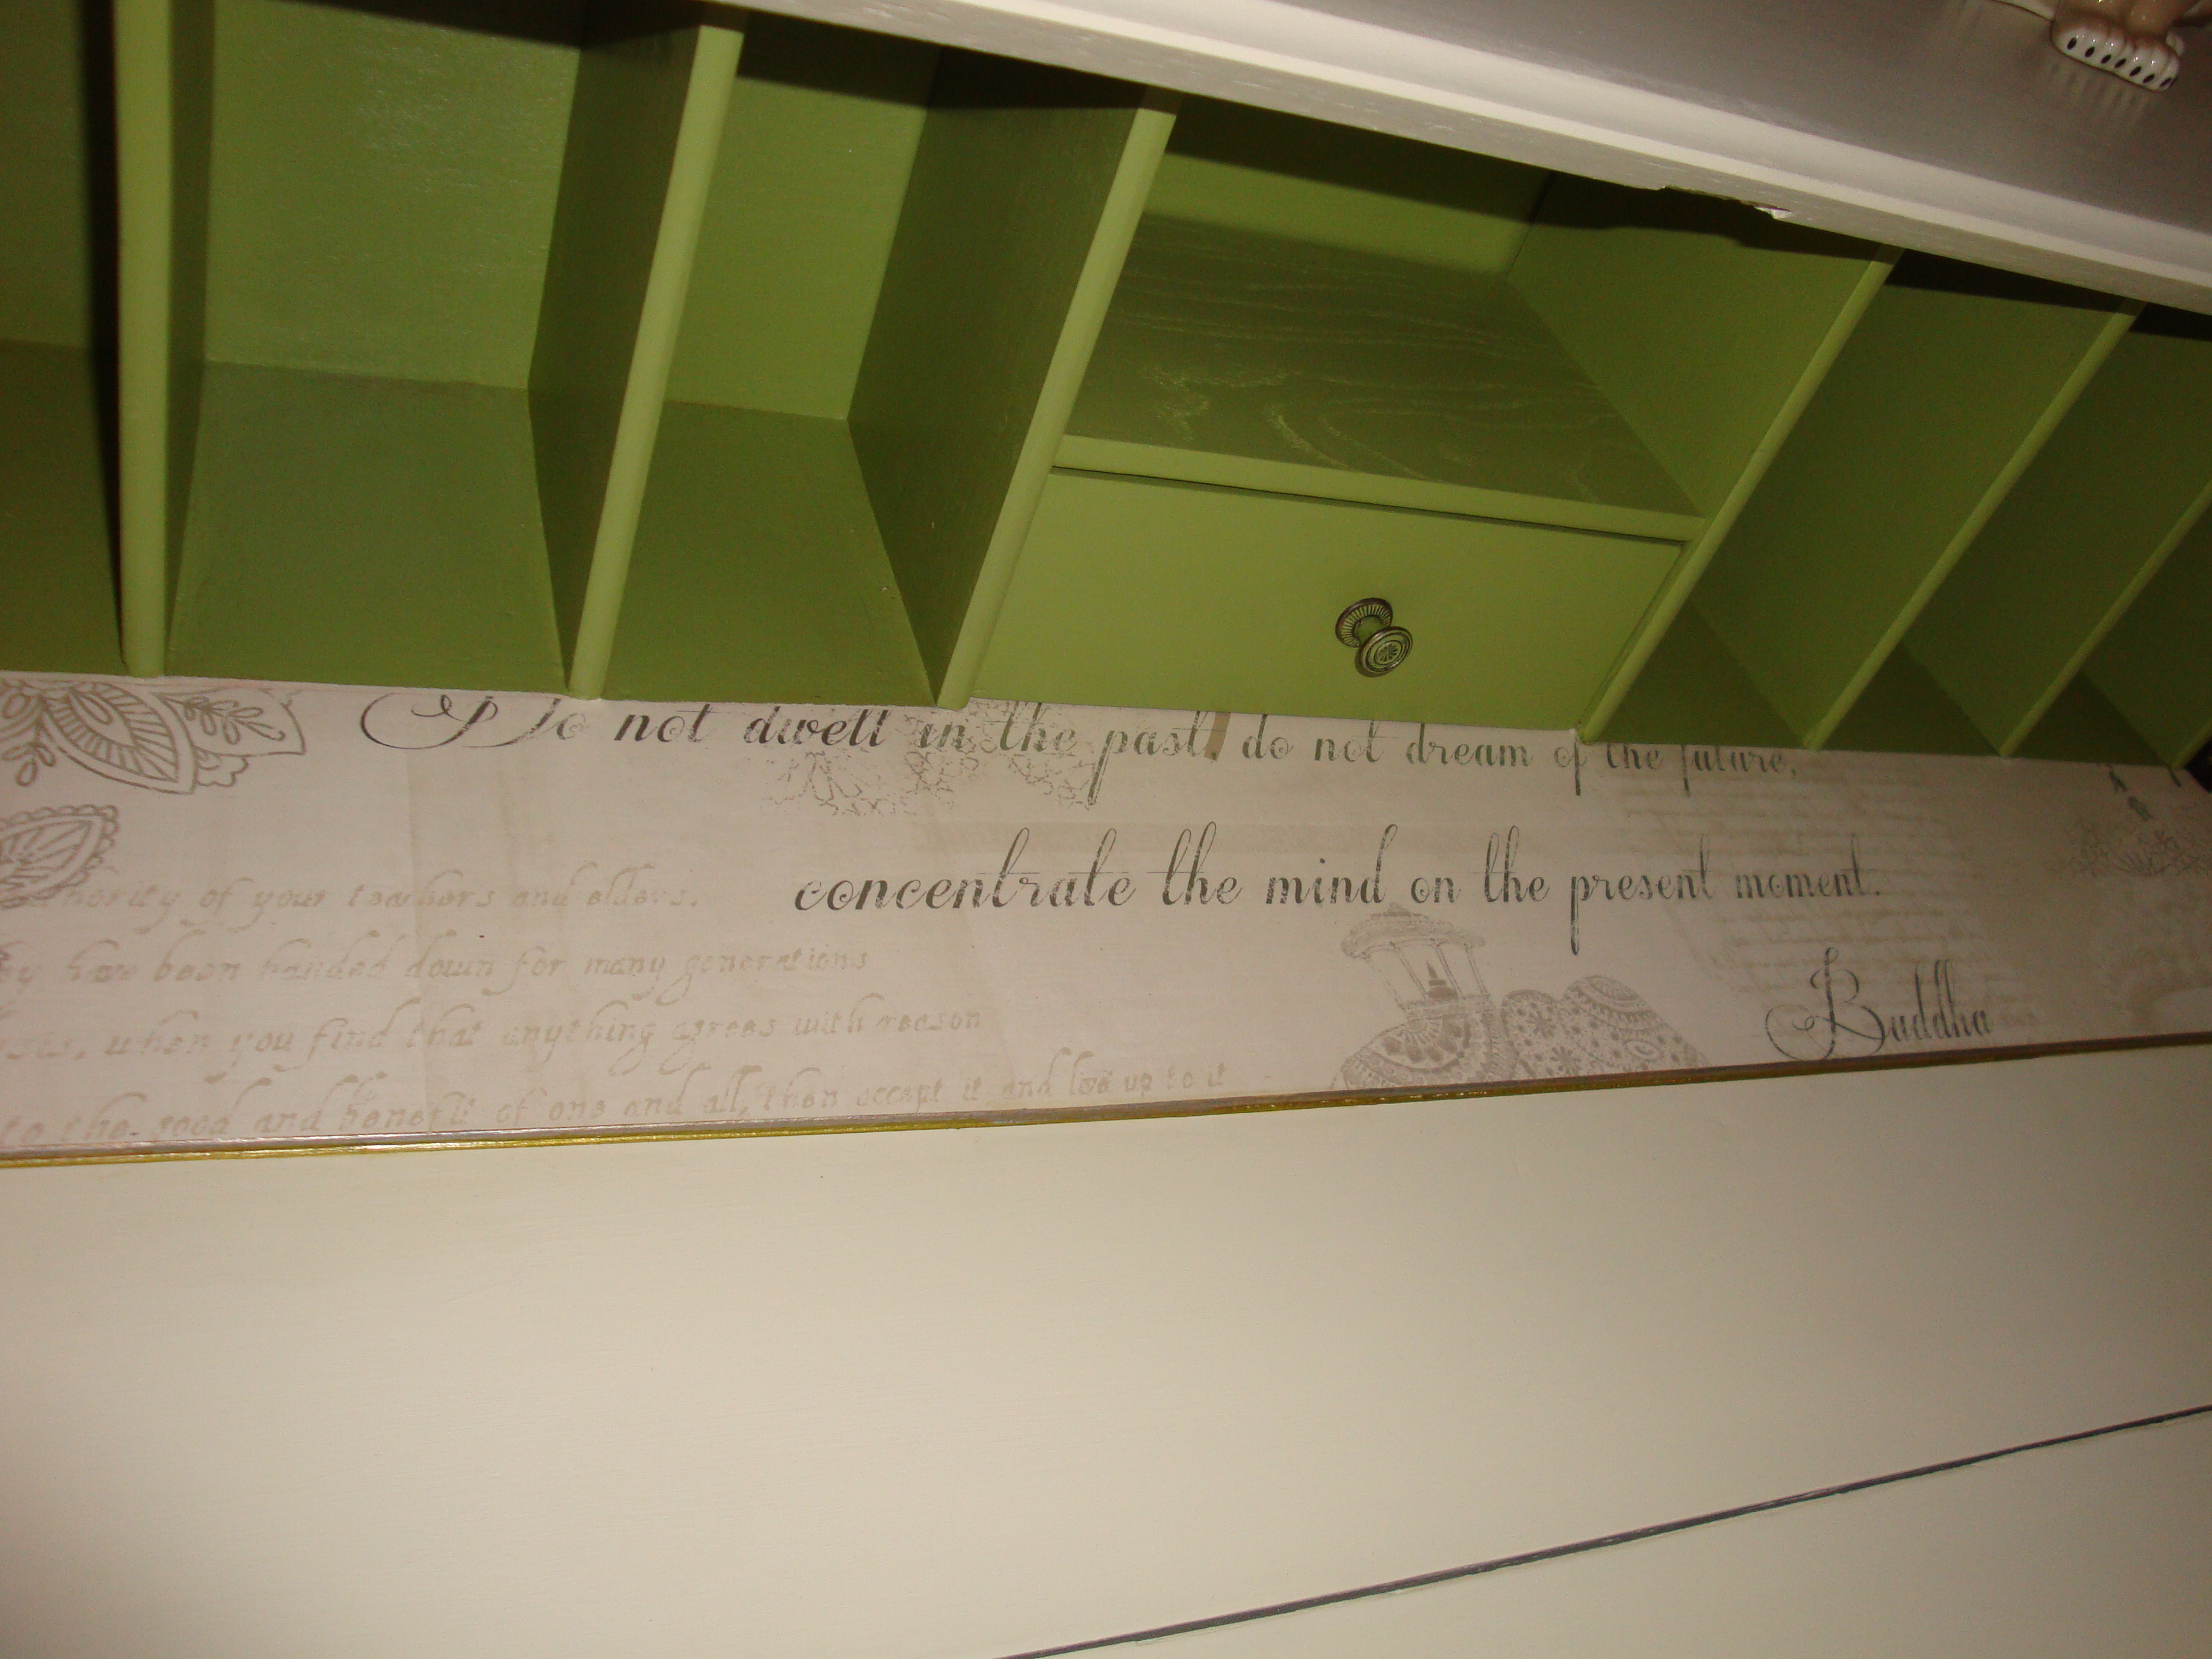 Do not dwell in the past, do not dream of the future,
concentrate the mind on the present moment.
Buddha
of your teachers and elders.
have been handed down for many generations
when you find that anything agrees with reason
to the good and benefit of one and all, then accept it and live up to it